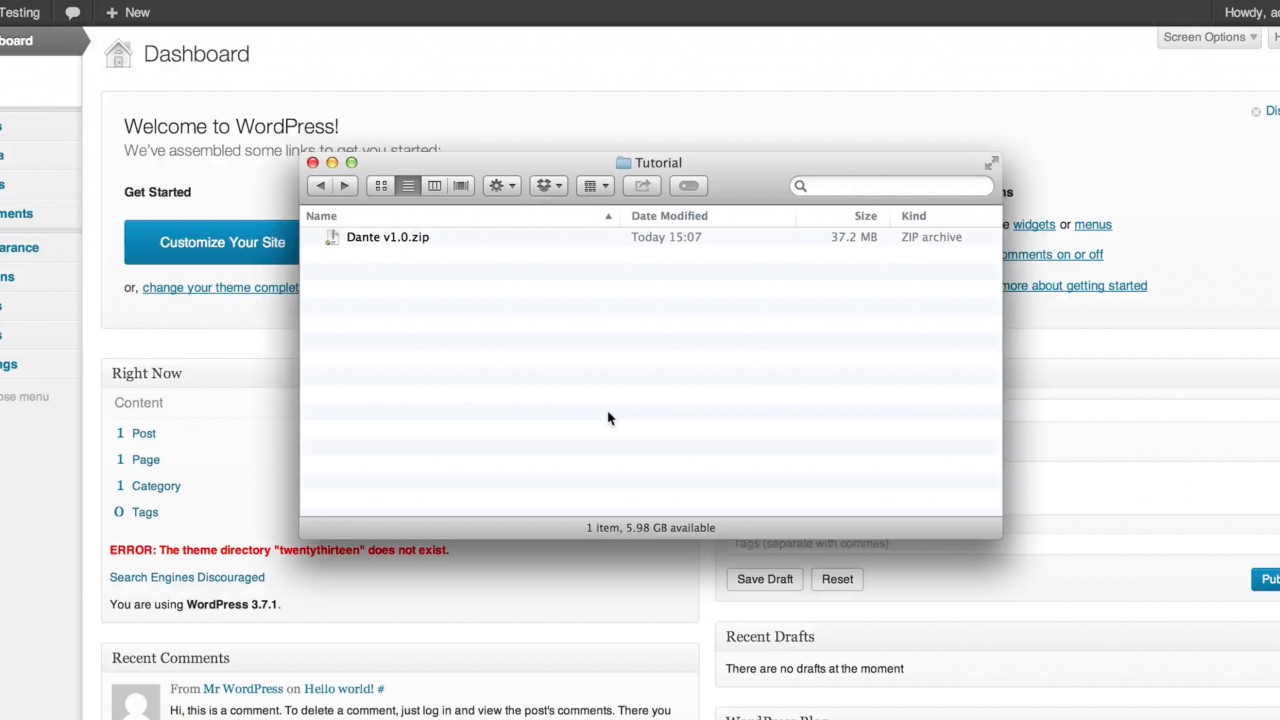 Testing
New
Howdy, ad
board
Dashboard
Screen Options
H
Welcome to WordPress!
We've assembled some links to get you started:
Dis
Get Started
Customize Your Site
or, change your theme complet
Tutorial
Name
Date Modified
Size
Kind
Dante v1.0.zip
Today 15:07
37.2 MB
ZIP archive
1 item, 5.98 GB available
ns
e widgets or menus
omments on or off
more about getting started
s
a
s
ments
arance
ns
s
s
ngs
ose menu
Right Now
Content
1 Post
1 Page
1 Category
0 Tags
ERROR: The theme directory "twentythirteen" does not exist.
Search Engines Discouraged
You are using WordPress 3.7.1.
Tags (separate with commas)
Save Draft
Reset
Pub
Recent Comments
From Mr WordPress on Hello world! #
Hi, this is a comment. To delete a comment, just log in and view the post's comments. There you
Recent Drafts
There are no drafts at the moment
WordPress Blog